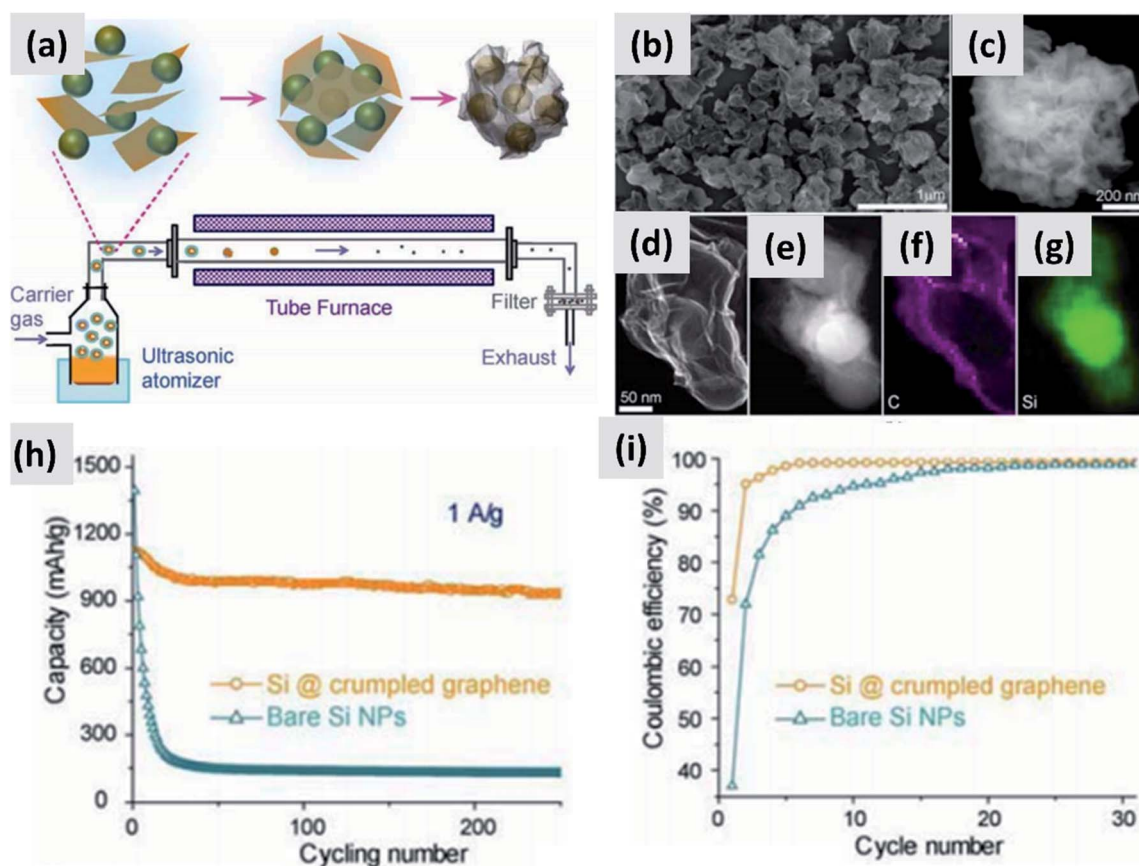 (a)
Carrier
gas
Ultrasonic
atomizer
Tube Furnace
Filter
Exhaust
(b)
1μm
(c)
200 nm
(d)
50 nm
(e)
(f)
C
(g)
Si
(h)
Capacity (mAh/g)
1500
1200
900
600
300
0
1 A/g
Si @ crumpled graphene
Bare Si NPs
0 100 200
Cycling number
(i)
Coulombic efficiency (%)
100
90
80
70
60
50
40
Si @ crumpled graphene
Bare Si NPs
0 10 20 30
Cycle number